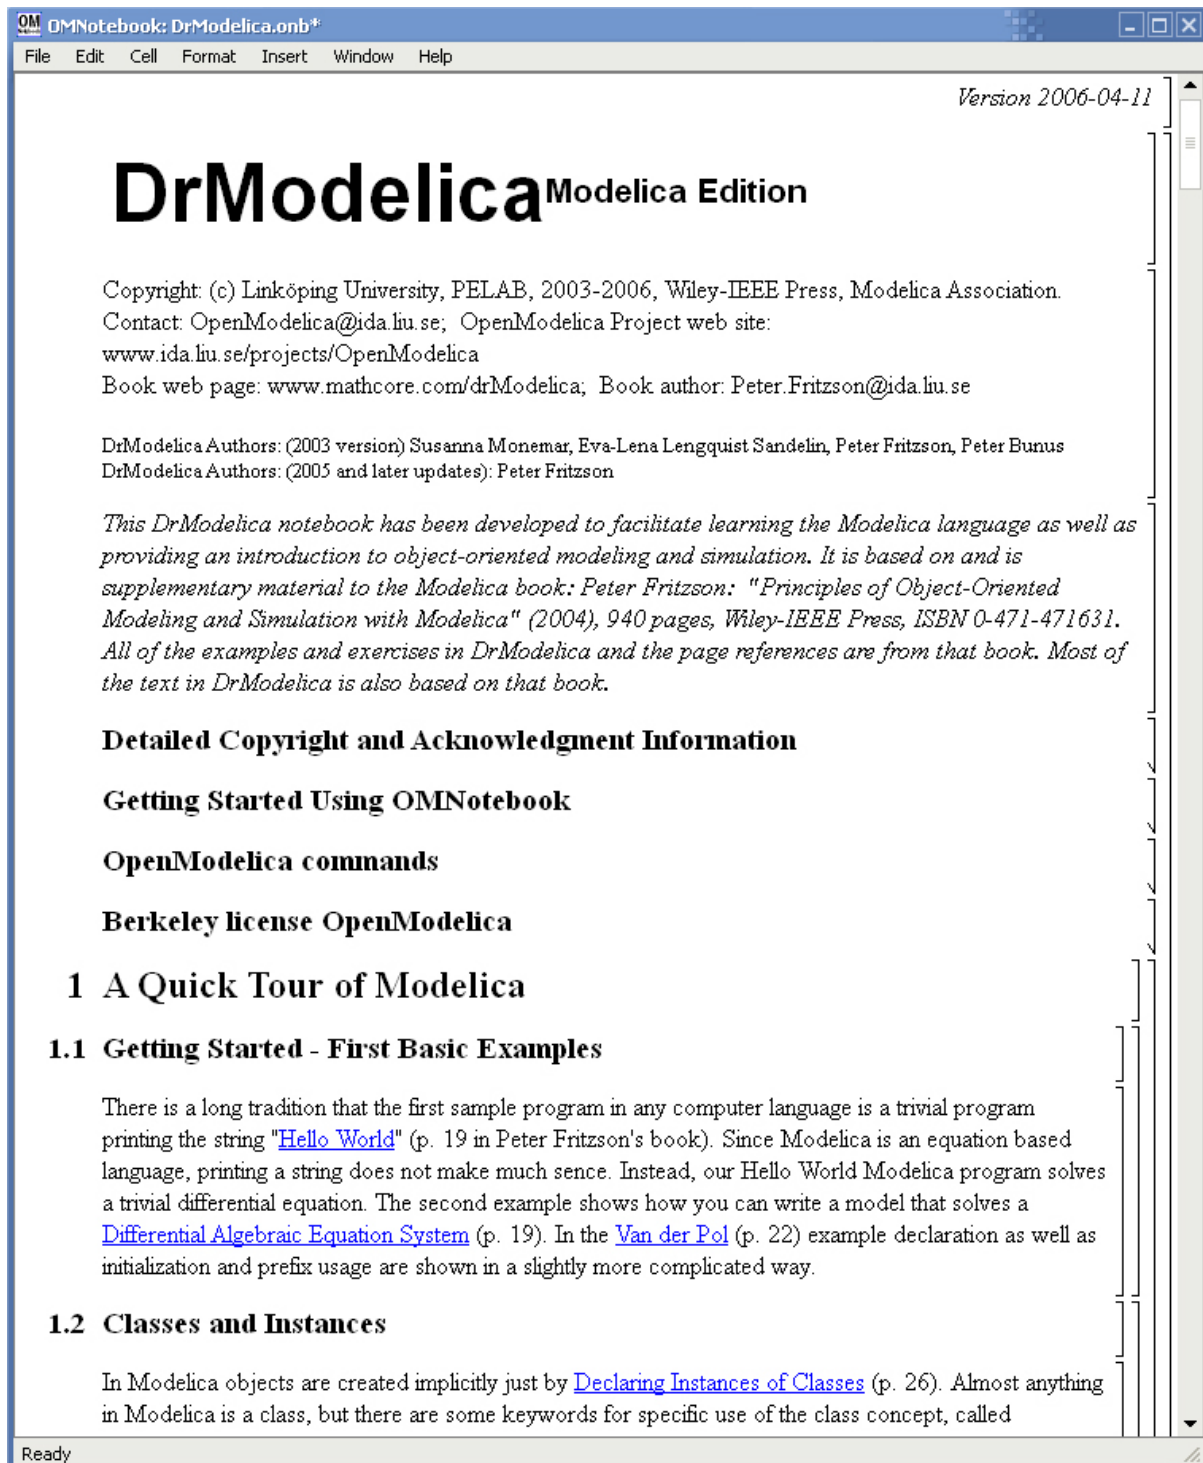 OMNotebook: DrModelica.onb*
File Edit Cell Format Insert Window Help
Version 2006-04-11
DrModelica Modelica Edition
Copyright: (c) Linköping University, PELAB, 2003-2006, Wiley-IEEE Press, Modelica Association.
Contact: OpenModelica@ida.liu.se; OpenModelica Project web site:
www.ida.liu.se/projects/OpenModelica
Book web page: www.mathcore.com/drModelica; Book author: Peter.Fritzson@ida.liu.se
DrModelica Authors: (2003 version) Susanna Monemar, Eva-Lena Lengquist Sandelin, Peter Fritzson, Peter Bunus
DrModelica Authors: (2005 and later updates): Peter Fritzson
This DrModelica notebook has been developed to facilitate learning the Modelica language as well as
providing an introduction to object-oriented modeling and simulation. It is based on and is
supplementary material to the Modelica book: Peter Fritzson: "Principles of Object-Oriented
Modeling and Simulation with Modelica" (2004), 940 pages, Wiley-IEEE Press, ISBN 0-471-471631.
All of the examples and exercises in DrModelica and the page references are from that book. Most of
the text in DrModelica is also based on that book.
Detailed Copyright and Acknowledgment Information
Getting Started Using OMNotebook
OpenModelica commands
Berkeley license OpenModelica
1 A Quick Tour of Modelica
1.1 Getting Started - First Basic Examples
There is a long tradition that the first sample program in any computer language is a trivial program
printing the string "Hello World" (p. 19 in Peter Fritzson's book). Since Modelica is an equation based
language, printing a string does not make much sence. Instead, our Hello World Modelica program solves
a trivial differential equation. The second example shows how you can write a model that solves a
Differential Algebraic Equation System (p. 19). In the Van der Pol (p. 22) example declaration as well as
initialization and prefix usage are shown in a slightly more complicated way.
1.2 Classes and Instances
In Modelica objects are created implicitly just by Declaring Instances of Classes (p. 26). Almost anything
in Modelica is a class, but there are some keywords for specific use of the class concept, called
Ready